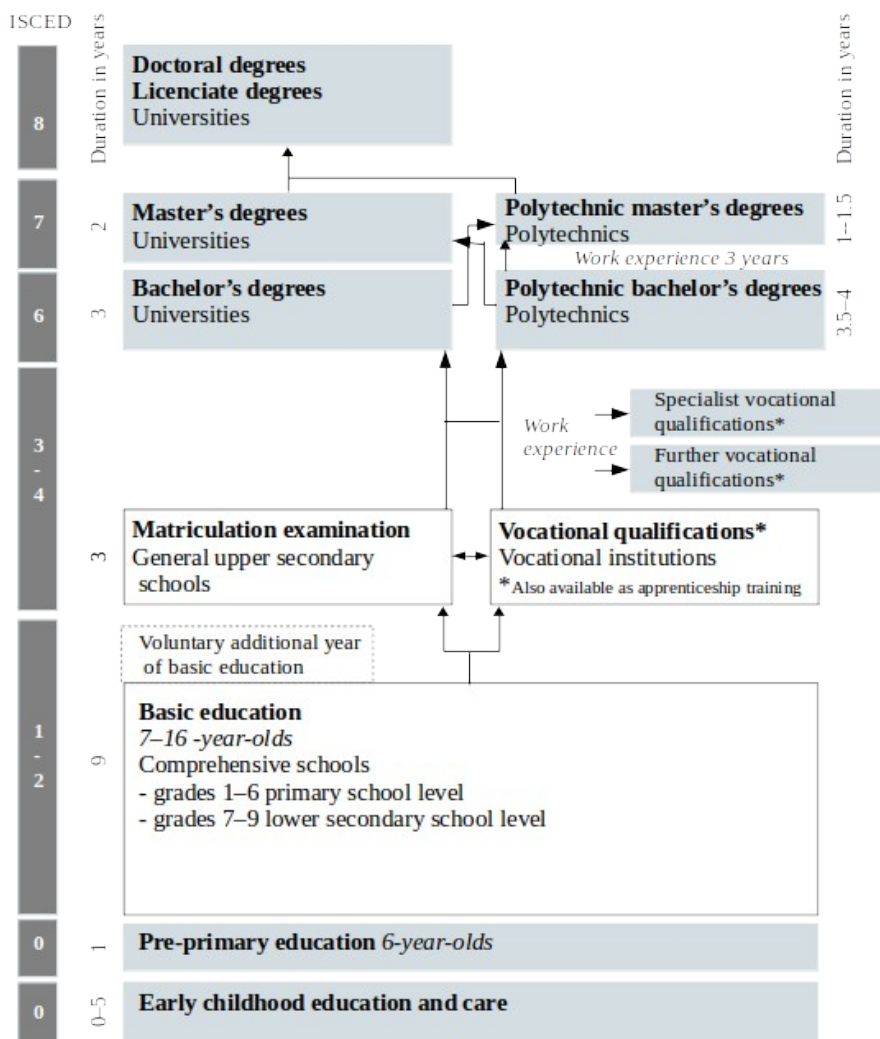 ISCED
Duration in years
Duration in years
8
Doctoral degrees
Licenciate degrees
Universities
7
2
Master's degrees
Universities
Polytechnic master's degrees
Polytechnics
1–1.5
Work experience 3 years
6
3
Bachelor's degrees
Universities
Polytechnic bachelor's degrees
Polytechnics
3.5–4
3
-
4
Work
experience
Specialist vocational
qualifications*
Further vocational
qualifications*
3
Matriculation examination
General upper secondary
schools
Vocational qualifications*
Vocational institutions
*Also available as apprenticeship training
Voluntary additional year
of basic education
1
-
2
9
Basic education
7–16 -year-olds
Comprehensive schools
- grades 1–6 primary school level
- grades 7–9 lower secondary school level
0
1
Pre-primary education 6-year-olds
0
0–5
Early childhood education and care